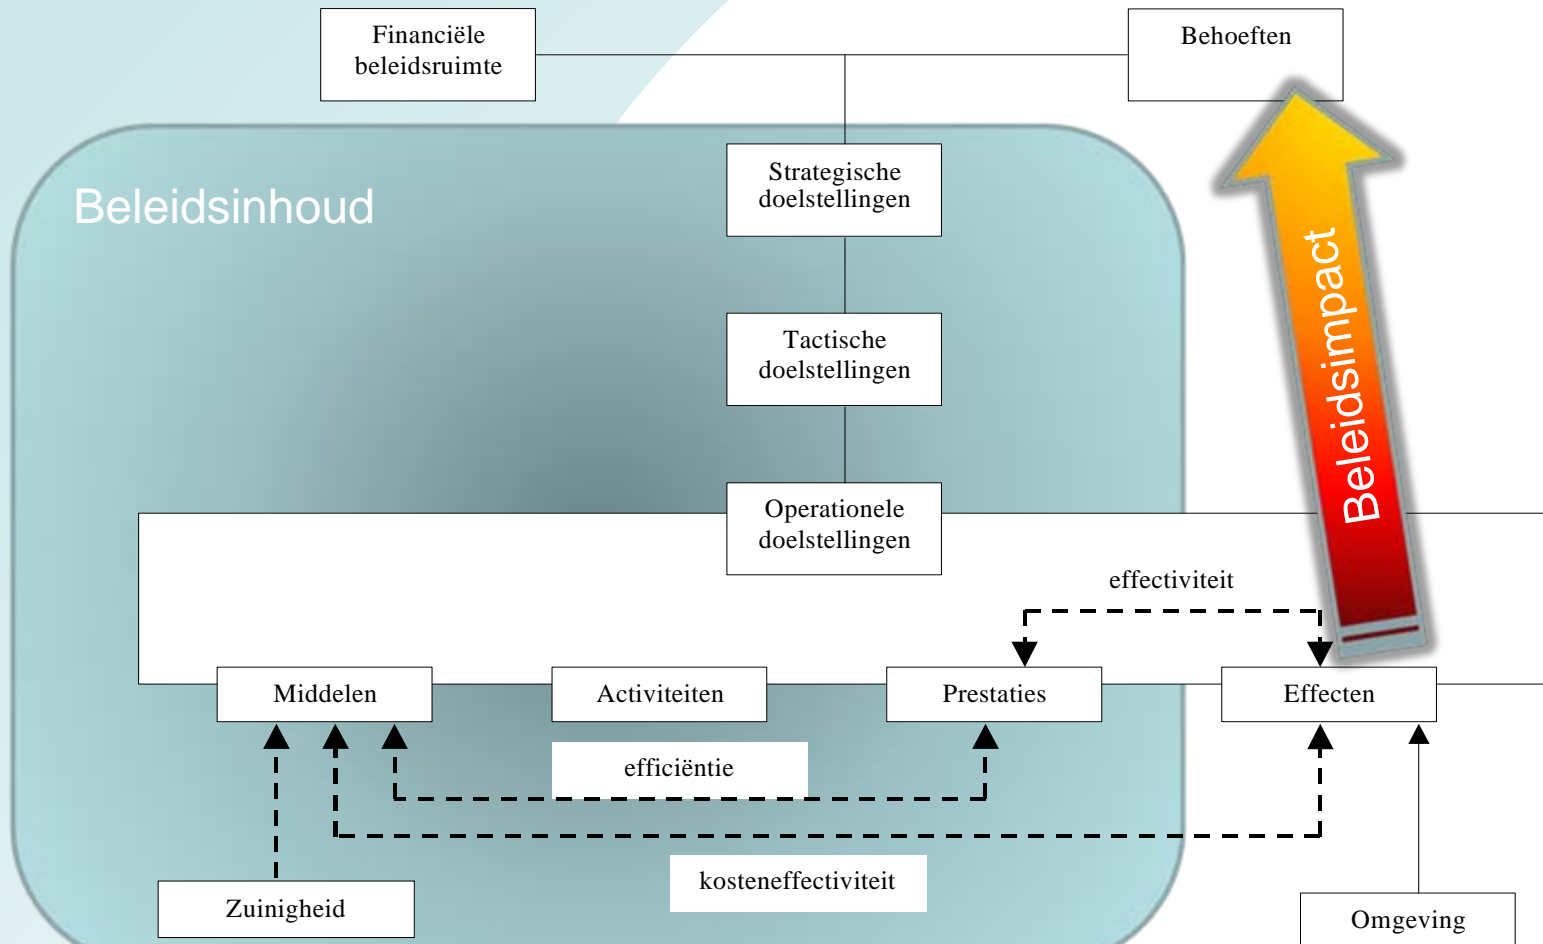 Financiële
beleidsruimte
Behoeften
Beleidsinhoud
Strategische
doelstellingen
Beleidsimpact
Tactische
doelstellingen
Operationele
doelstellingen
effectiviteit
Middelen
Activiteiten
Prestaties
Effecten
efficiëntie
kosteneffectiviteit
Zuinigheid
Omgeving